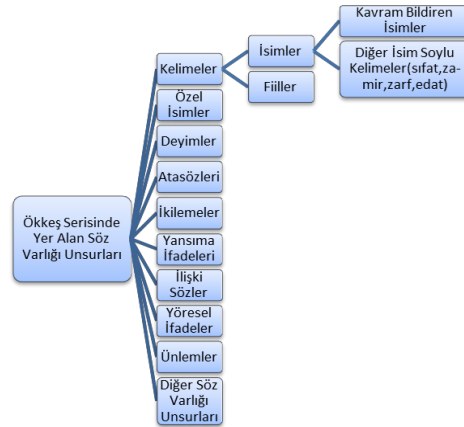 Ökkeş Serisinde
Yer Alan Söz
Varlığı Unsurları
Kelimeler
İsimler
Kavram Bildiren
İsimler
Diğer İsim Soylu
Kelimeler(sıfat,za-
mir,zarf,edat)
Fiiller
Özel
İsimler
Deyimler
Atasözleri
İkilemeler
Yansıma
İfadeleri
İlişki
Sözler
Yöresel
İfadeler
Ünlemler
Diğer Söz
Varlığı
Unsurları